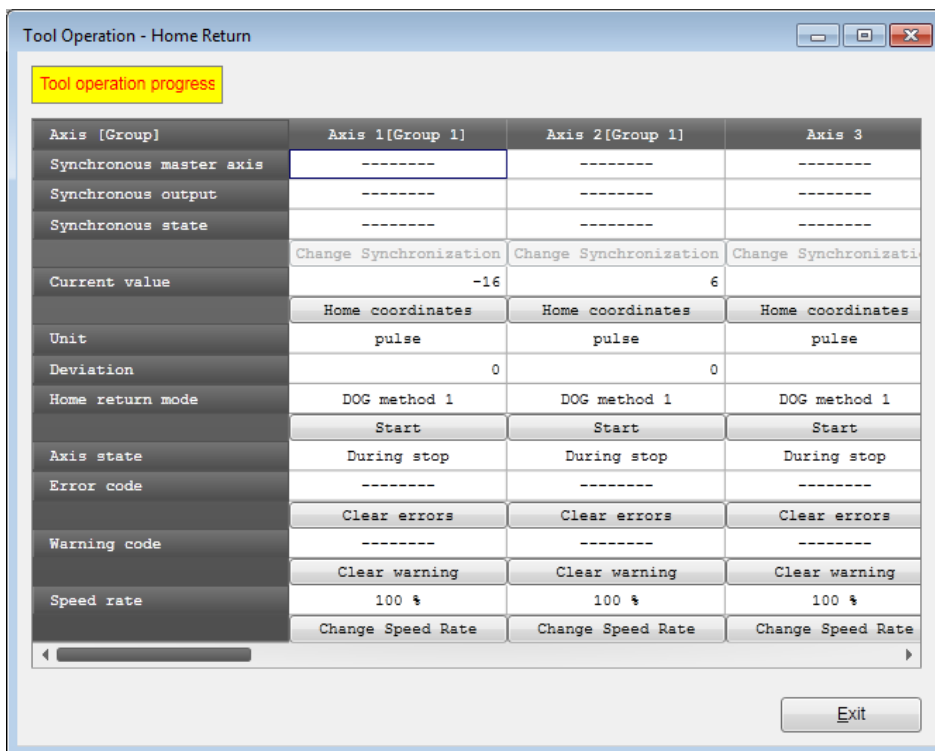 Tool Operation - Home Return
Tool operation progress
Axis [Group] Axis 1[Group 1] Axis 2[Group 1] Axis 3
Synchronous master axis -------- -------- --------
Synchronous output -------- -------- --------
Synchronous state -------- -------- --------
Change Synchronization Change Synchronization Change Synchronizati
Current value -16 6
Home coordinates Home coordinates Home coordinates
Unit pulse pulse pulse
Deviation 0 0
Home return mode DOG method 1 DOG method 1 DOG method 1
Start Start Start
Axis state During stop During stop During stop
Error code -------- -------- --------
Clear errors Clear errors Clear errors
Warning code -------- -------- --------
Clear warning Clear warning Clear warning
Speed rate 100 % 100 % 100 %
Change Speed Rate Change Speed Rate Change Speed Rate
Exit